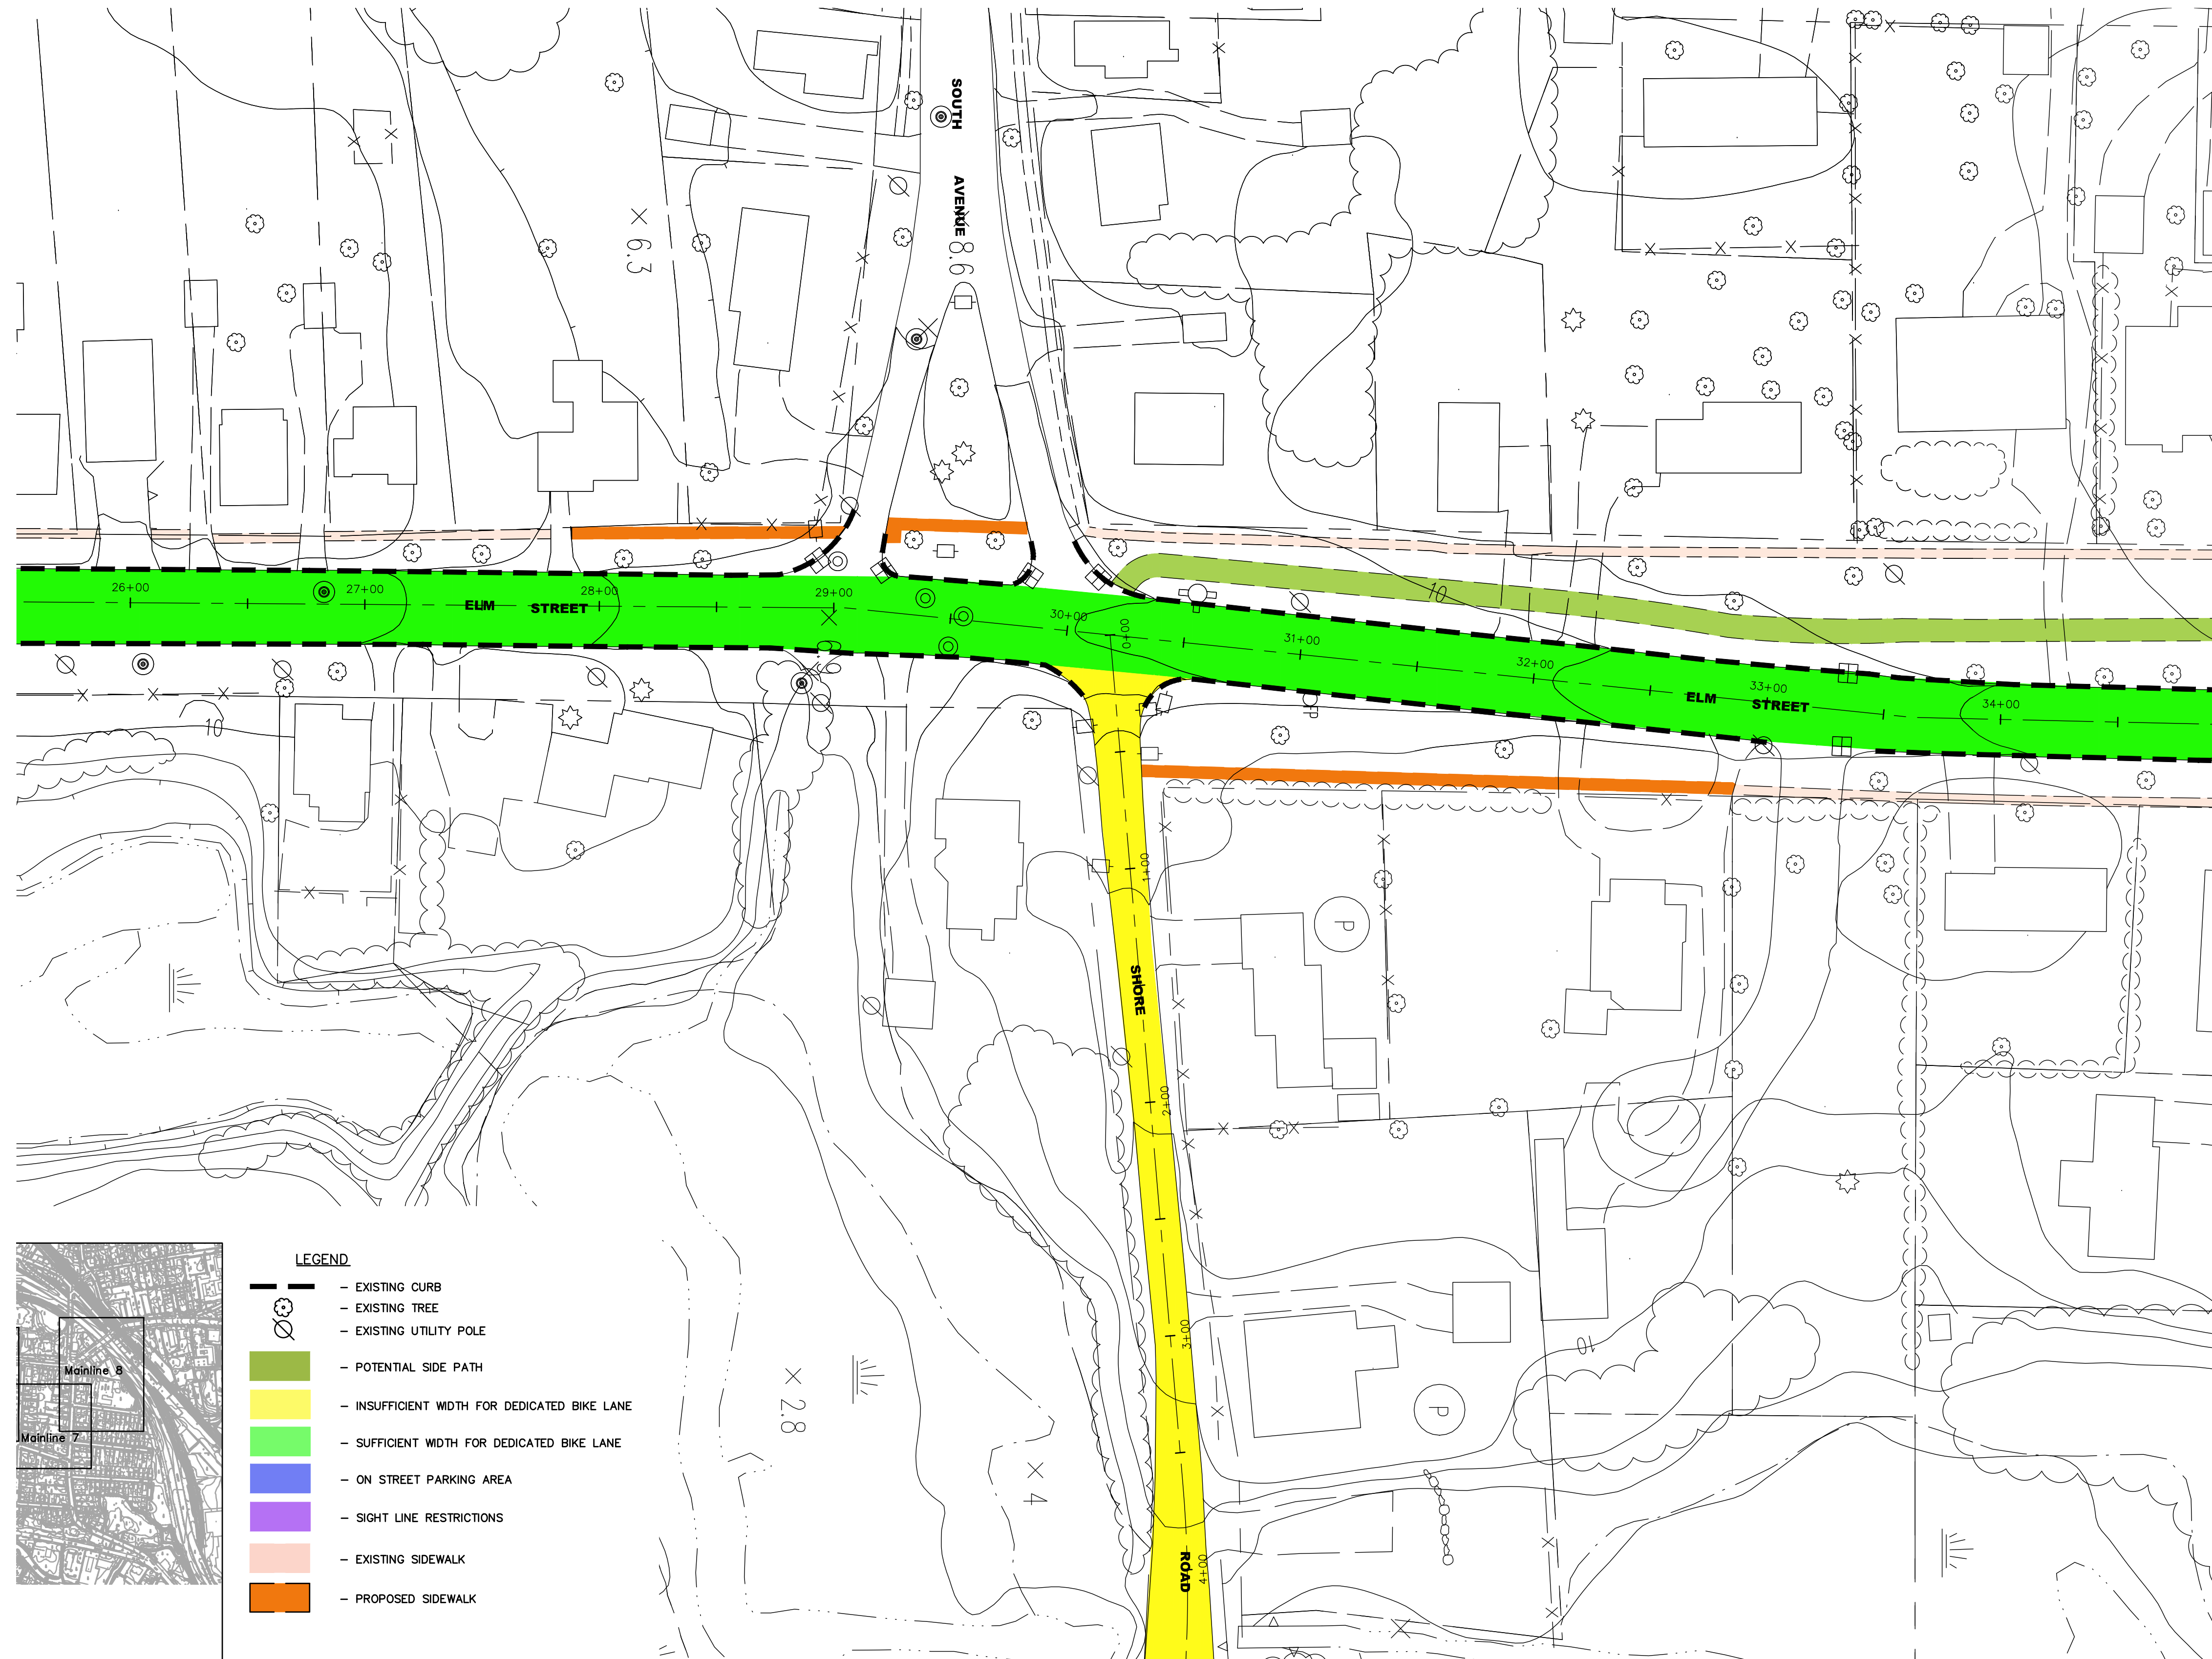 SOUTH
AVENUE
8.6
6.3
26+00
27+00
28+00
29+00
30+00
31+00
32+00
33+00
34+00
ELM STREET
ELM STREET
0+00
10
10
P
1+00
SHORE
2+00
3+00
10
P
2.8
4
ROAD
4+00
LEGEND
– EXISTING CURB
– EXISTING TREE
– EXISTING UTILITY POLE
– POTENTIAL SIDE PATH
– INSUFFICIENT WIDTH FOR DEDICATED BIKE LANE
– SUFFICIENT WIDTH FOR DEDICATED BIKE LANE
– ON STREET PARKING AREA
– SIGHT LINE RESTRICTIONS
– EXISTING SIDEWALK
– PROPOSED SIDEWALK
Mainline 8
Mainline 7